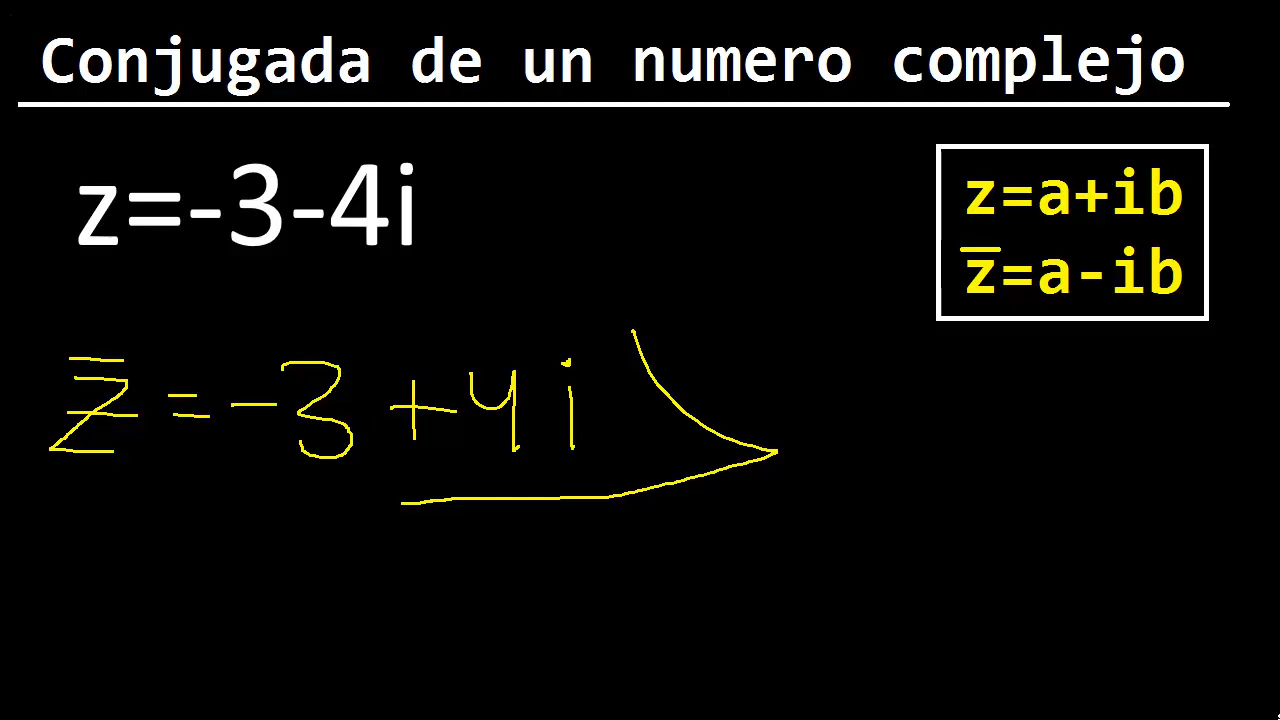 Conjugada de un numero complejo
z=-3-4i
z=a+ib
z̅=a-ib
z̅=-3+4i